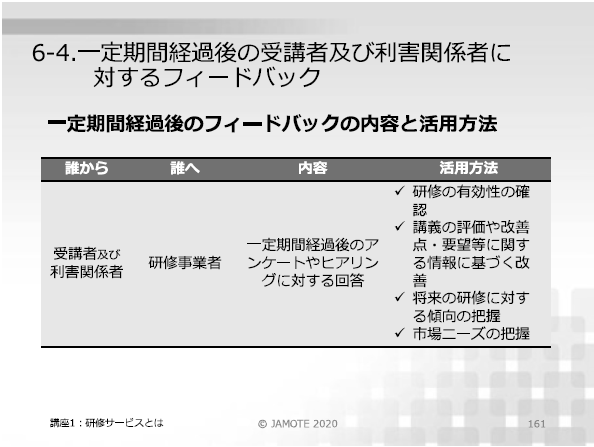 6-4.一定期間経過後の受講者及び利害関係者に
対するフィードバック
一定期間経過後のフィードバックの内容と活用方法
誰から 誰へ 内容 活用方法
受講者及び
利害関係者
研修事業者
一定期間経過後のア
ンケートやヒアリン
グに対する回答
✓ 研修の有効性の確
認
✓ 講義の評価や改善
点・要望等に関す
る情報に基づく改
善
✓ 将来の研修に対す
る傾向の把握
✓ 市場ニーズの把握
講座1：研修サービスとは © JAMOTE 2020 161